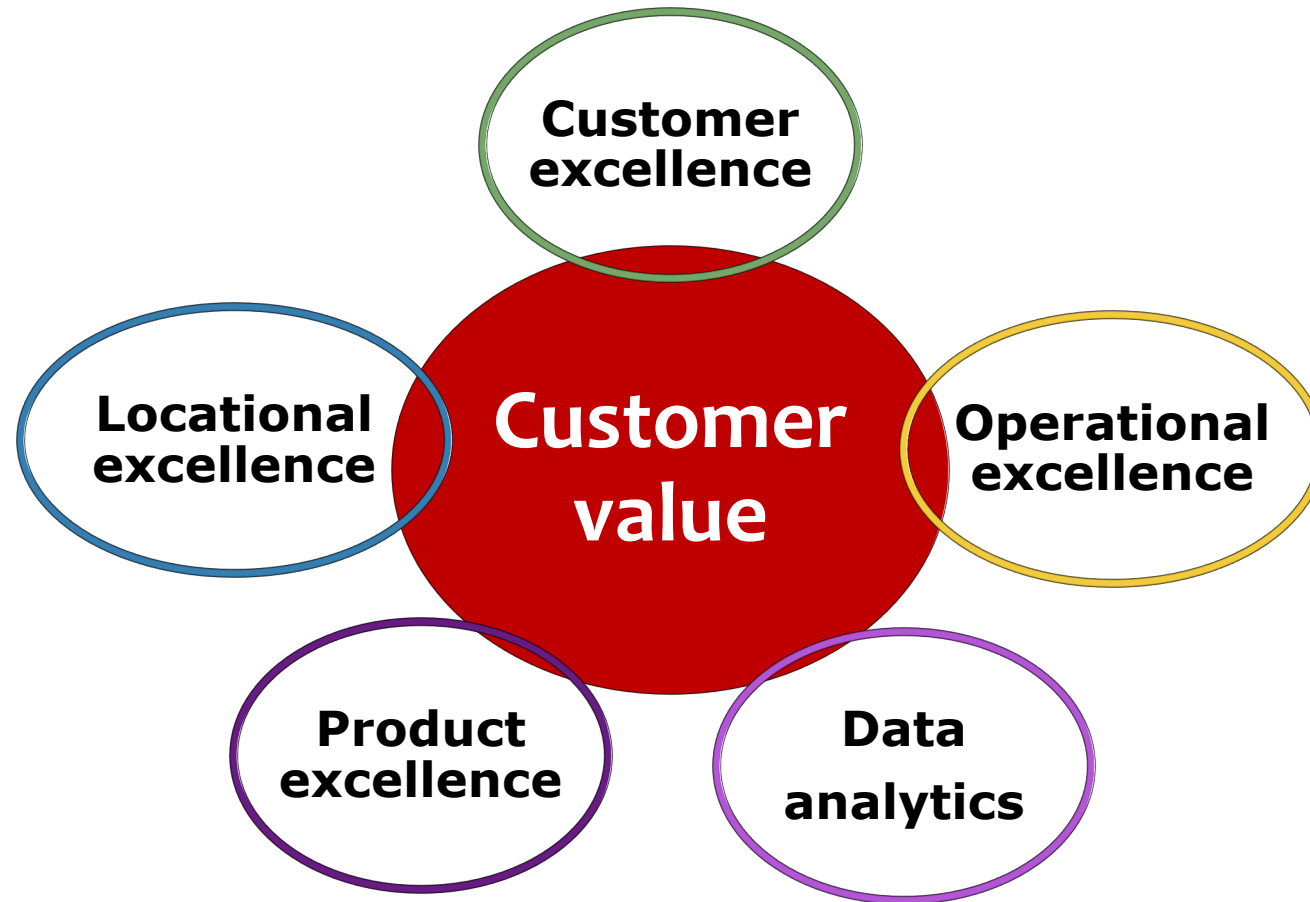 Customer
excellence
Locational
excellence
Customer
value
Operational
excellence
Product
excellence
Data
analytics